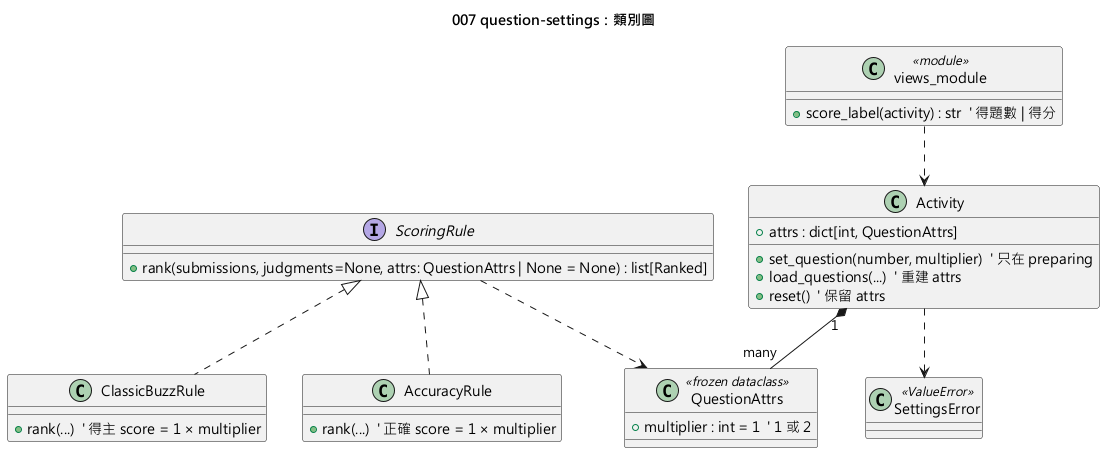 007 question-settings：類別圖
«module»
C views_module
score_label(activity) : str  ' 得題數 | 得分
C Activity
attrs : dict[int, QuestionAttrs]
set_question(number, multiplier)  ' 只在 preparing
load_questions(...)  ' 重建 attrs
reset()  ' 保留 attrs
I ScoringRule
rank(submissions, judgments=None, attrs: QuestionAttrs | None = None) : list[Ranked]
1
many
C ClassicBuzzRule
rank(...)  ' 得主 score = 1 × multiplier
C AccuracyRule
rank(...)  ' 正確 score = 1 × multiplier
«frozen dataclass»
C QuestionAttrs
multiplier : int = 1  ' 1 或 2
«ValueError»
C SettingsError